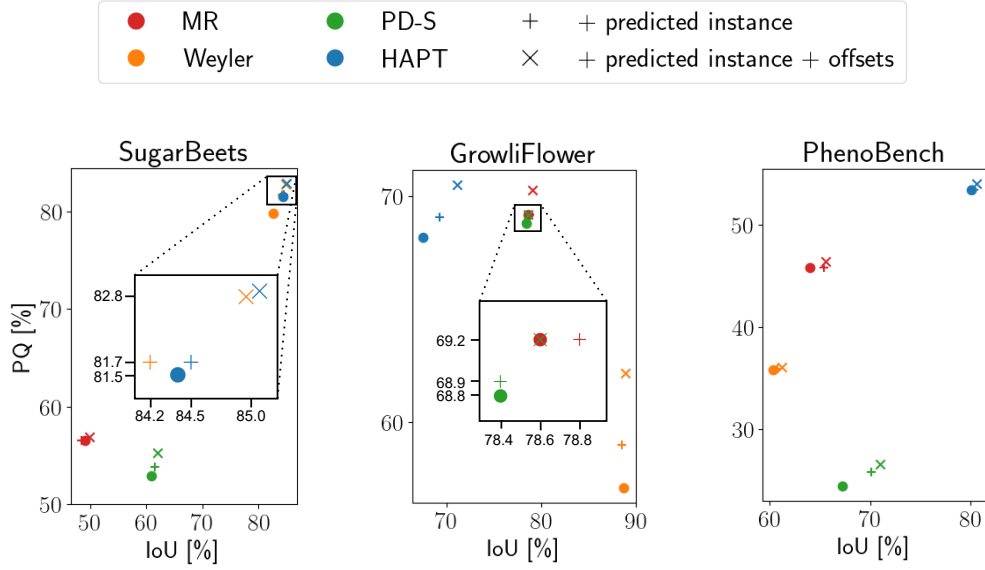 MR PD-S + + predicted instance
Weyler HAPT × + predicted instance + offsets
SugarBeets GrowliFlower PhenoBench
PQ [%]
80
70
60
50
50 60 70 80
IoU [%]
82.8
81.7
81.5
84.2 84.5 85.0
70
60
70 80 90
IoU [%]
69.2
68.9
68.8
78.4 78.6 78.8
50
40
30
60 70 80
IoU [%]